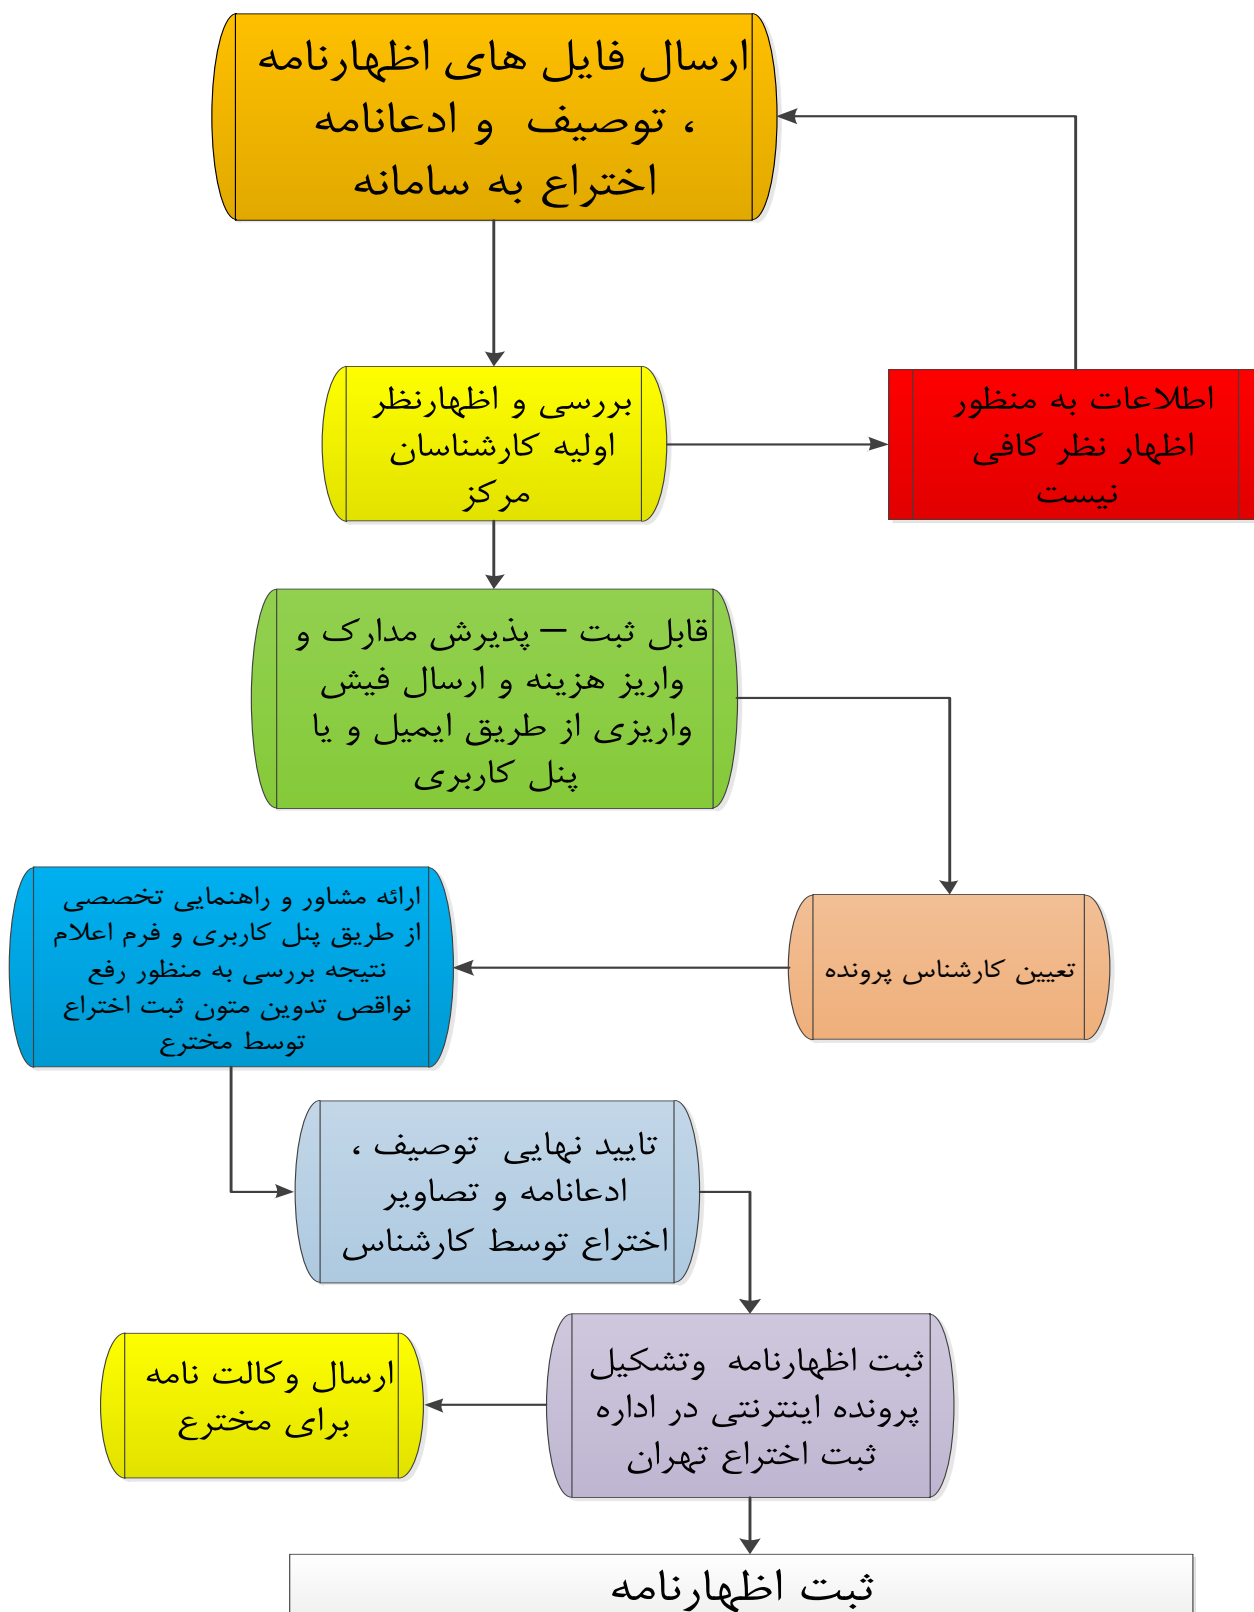 ارسال فایل های اظهارنامه
، توصیف و ادعانامه
اختراع به سامانه
بررسی و اظهارنظر
اولیه کارشناسان
مرکز
اطلاعات به منظور
اظهار نظر کافی
نیست
قابل ثبت – پذیرش مدارک و
واریز هزینه و ارسال فیش
واریزی از طریق ایمیل و یا
پنل کاربری
تعیین کارشناس پرونده
ارائه مشاور و راهنمایی تخصصی
از طریق پنل کاربری و فرم اعلام
نتیجه بررسی به منظور رفع
نواقص تدوین متون ثبت اختراع
توسط مخترع
تایید نهایی توصیف ،
ادعانامه و تصاویر
اختراع توسط کارشناس
ثبت اظهارنامه وتشکیل
پرونده اینترنتی در اداره
ثبت اختراع تهران
ارسال وکالت نامه
برای مخترع
ثبت اظهارنامه